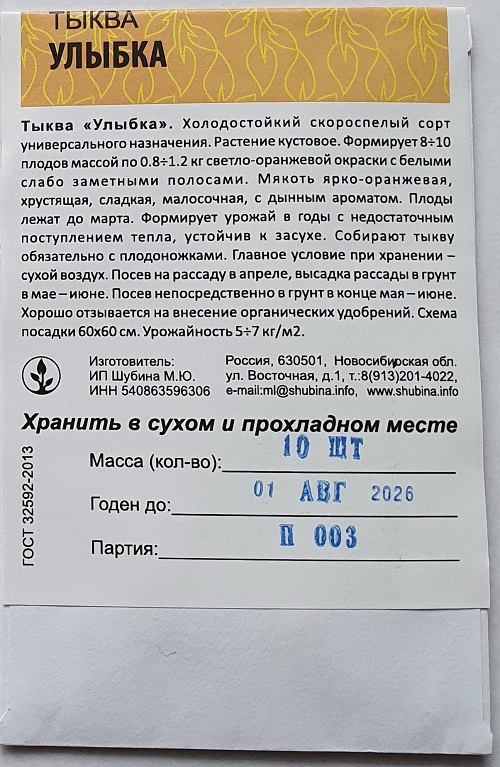 ТЫКВА
УЛЫБКА
Тыква «Улыбка». Холодостойкий скороспелый сорт
универсального назначения. Растение кустовое. Формирует 8÷10
плодов массой по 0.8÷1.2 кг светло-оранжевой окраски с белыми
слабо заметными полосами. Мякоть ярко-оранжевая,
хрустящая, сладкая, малосочная, с дынным ароматом. Плоды
лежат до марта. Формирует урожай в годы с недостаточным
поступлением тепла, устойчив к засухе. Собирают тыкву
обязательно с плодоножками. Главное условие при хранении –
сухой воздух. Посев на рассаду в апреле, высадка рассады в грунт
в мае – июне. Посев непосредственно в грунт в конце мая – июне.
Хорошо отзывается на внесение органических удобрений. Схема
посадки 60х60 см. Урожайность 5÷7 кг/м2.
Изготовитель:
ИП Шубина М.Ю.
ИНН 540863596306
Россия, 630501, Новосибирская обл.
ул. Восточная, д.1, т.:8(913)201-4022,
e-mail:ml@shubina.info, www.shubina.info
Хранить в сухом и прохладном месте
ГОСТ 32592-2013
Масса (кол-во): 10 ШТ
Годен до: 01 АВГ 2026
Партия: П 003